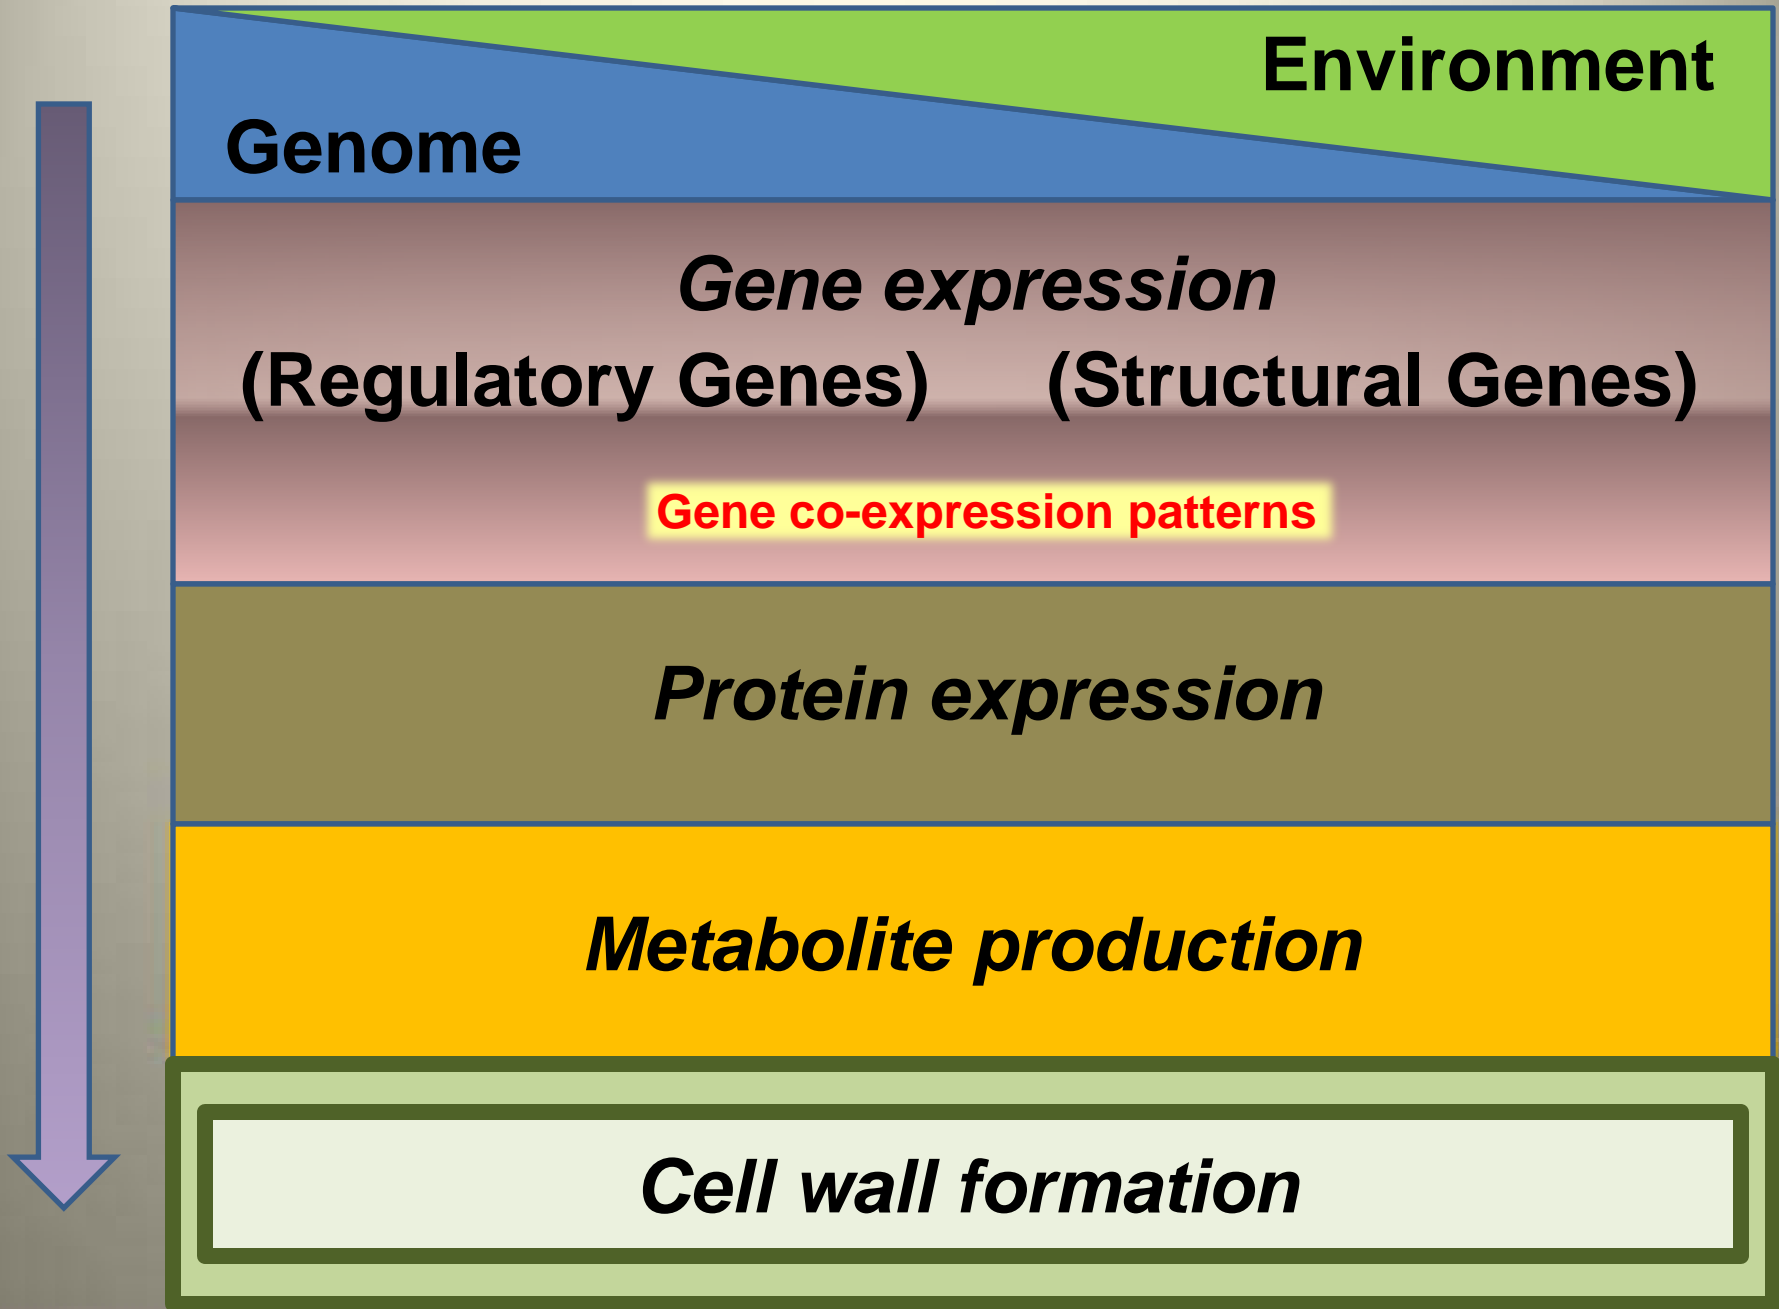 Environment
Genome
Gene expression
(Regulatory Genes) (Structural Genes)
Gene co-expression patterns
Protein expression
Metabolite production
Cell wall formation